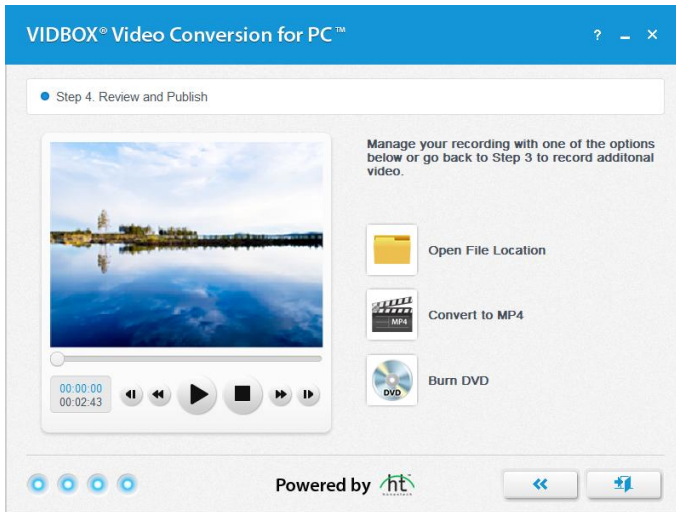 VIDBOX® Video Conversion for PC™
?
Step 4. Review and Publish
Manage your recording with one of the options
below or go back to Step 3 to record additonal
video.
Open File Location
MP4
Convert to MP4
DVD
Burn DVD
00:00:00
00:02:43
Powered by ht™
honestech